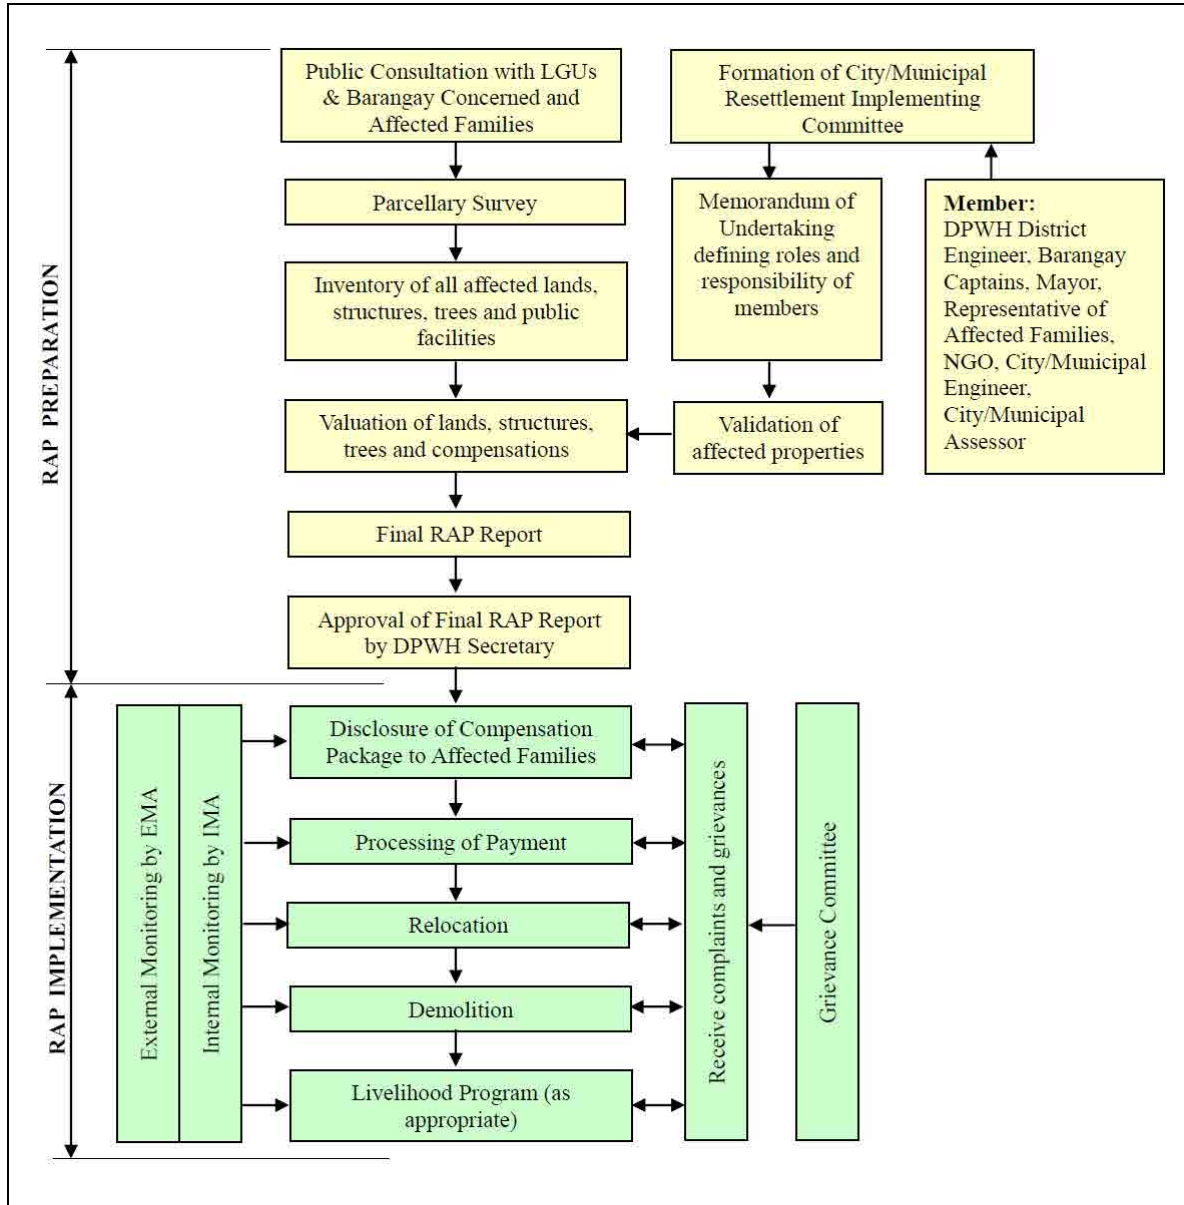 RAP PREPARATION
Public Consultation with LGUs
& Barangay Concerned and
Affected Families
Parcellary Survey
Inventory of all affected lands,
structures, trees and public
facilities
Valuation of lands, structures,
trees and compensations
Final RAP Report
Approval of Final RAP Report
by DPWH Secretary
Formation of City/Municipal
Resettlement Implementing
Committee
Memorandum of
Undertaking
defining roles and
responsibility of
members
Validation of
affected properties
Member:
DPWH District
Engineer, Barangay
Captains, Mayor,
Representative of
Affected Families,
NGO, City/Municipal
Engineer,
City/Municipal
Assessor
RAP IMPLEMENTATION
External Monitoring by EMA
Internal Monitoring by IMA
Disclosure of Compensation
Package to Affected Families
Processing of Payment
Relocation
Demolition
Livelihood Program (as
appropriate)
Receive complaints and grievances
Grievance Committee